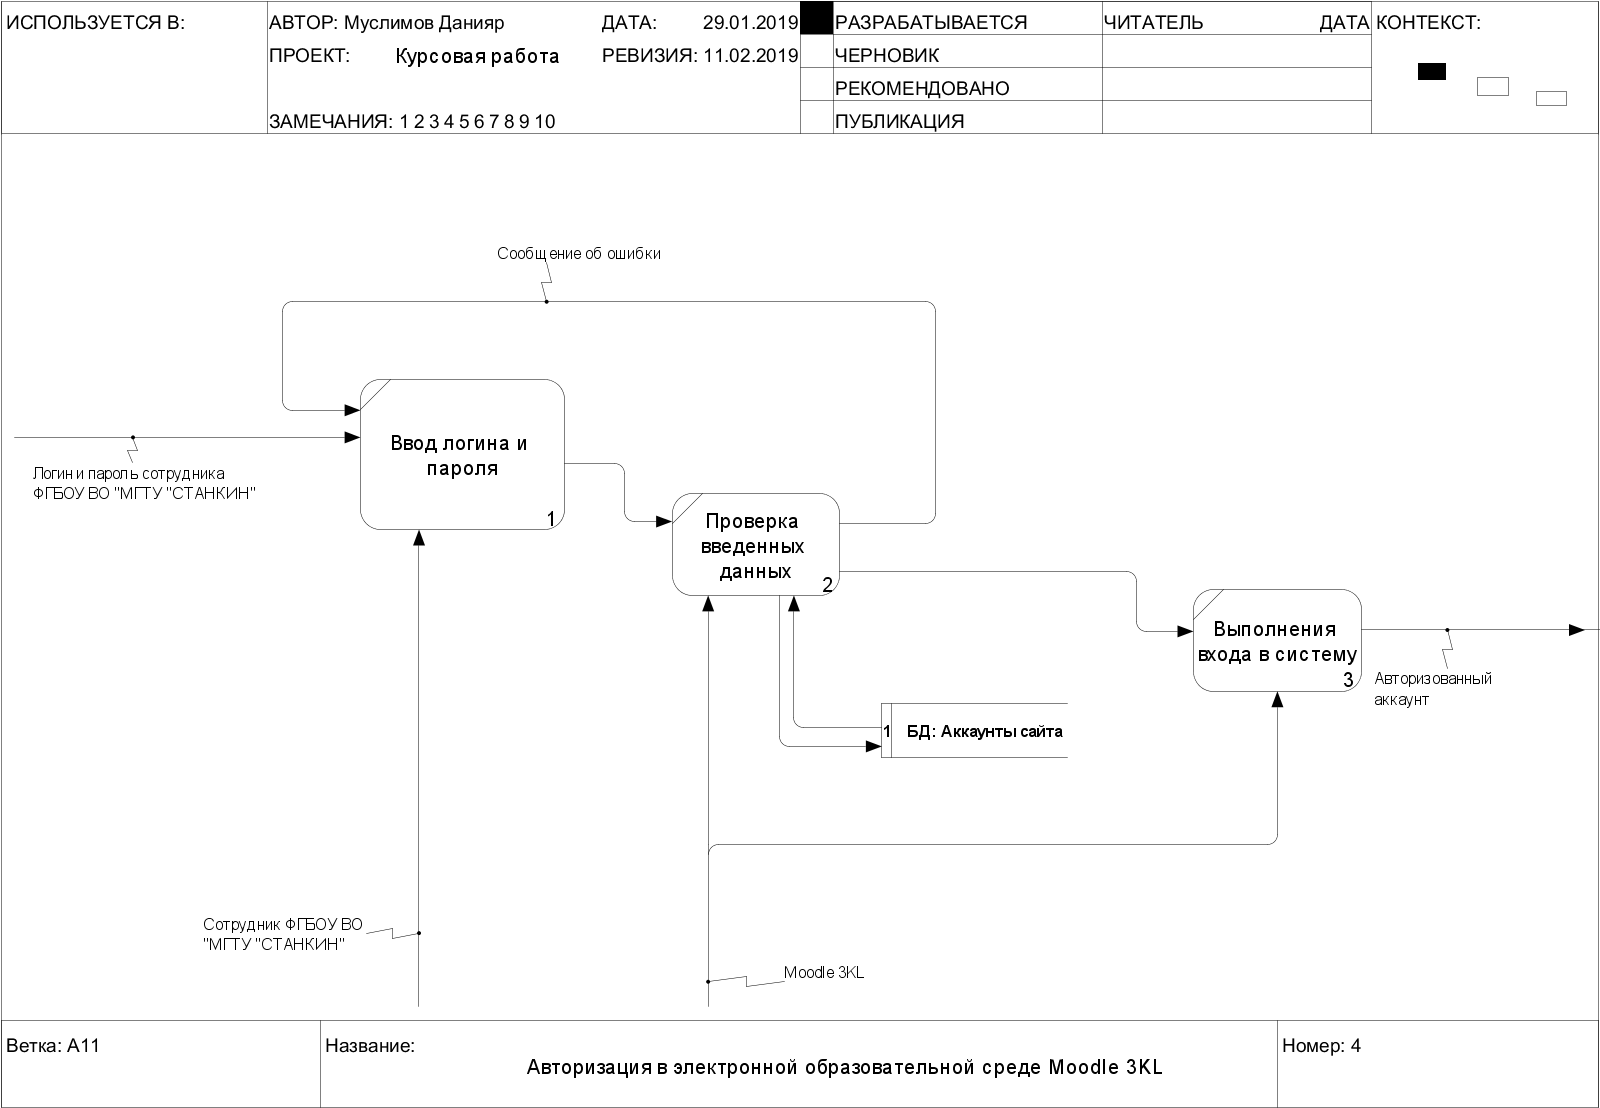 ИСПОЛЬЗУЕТСЯ В:
АВТОР: Муслимов Данияр
ДАТА: 29.01.2019
РАЗРАБАТЫВАЕТСЯ
ЧИТАТЕЛЬ
ДАТА
КОНТЕКСТ:
ПРОЕКТ: Курсовая работа
РЕВИЗИЯ: 11.02.2019
ЧЕРНОВИК
РЕКОМЕНДОВАНО
ЗАМЕЧАНИЯ: 1 2 3 4 5 6 7 8 9 10
ПУБЛИКАЦИЯ
Сообщение об ошибки
Ввод логина и
пароля
1
Логин и пароль сотрудника
ФГБОУ ВО "МГТУ "СТАНКИН"
Проверка
введенных
данных
2
Выполнения
входа в систему
3
Авторизованный
аккаунт
1
БД: Аккаунты сайта
Сотрудник ФГБОУ ВО
"МГТУ "СТАНКИН"
Moodle 3KL
Ветка: A11
Название:
Авторизация в электронной образовательной среде Moodle 3KL
Номер: 4